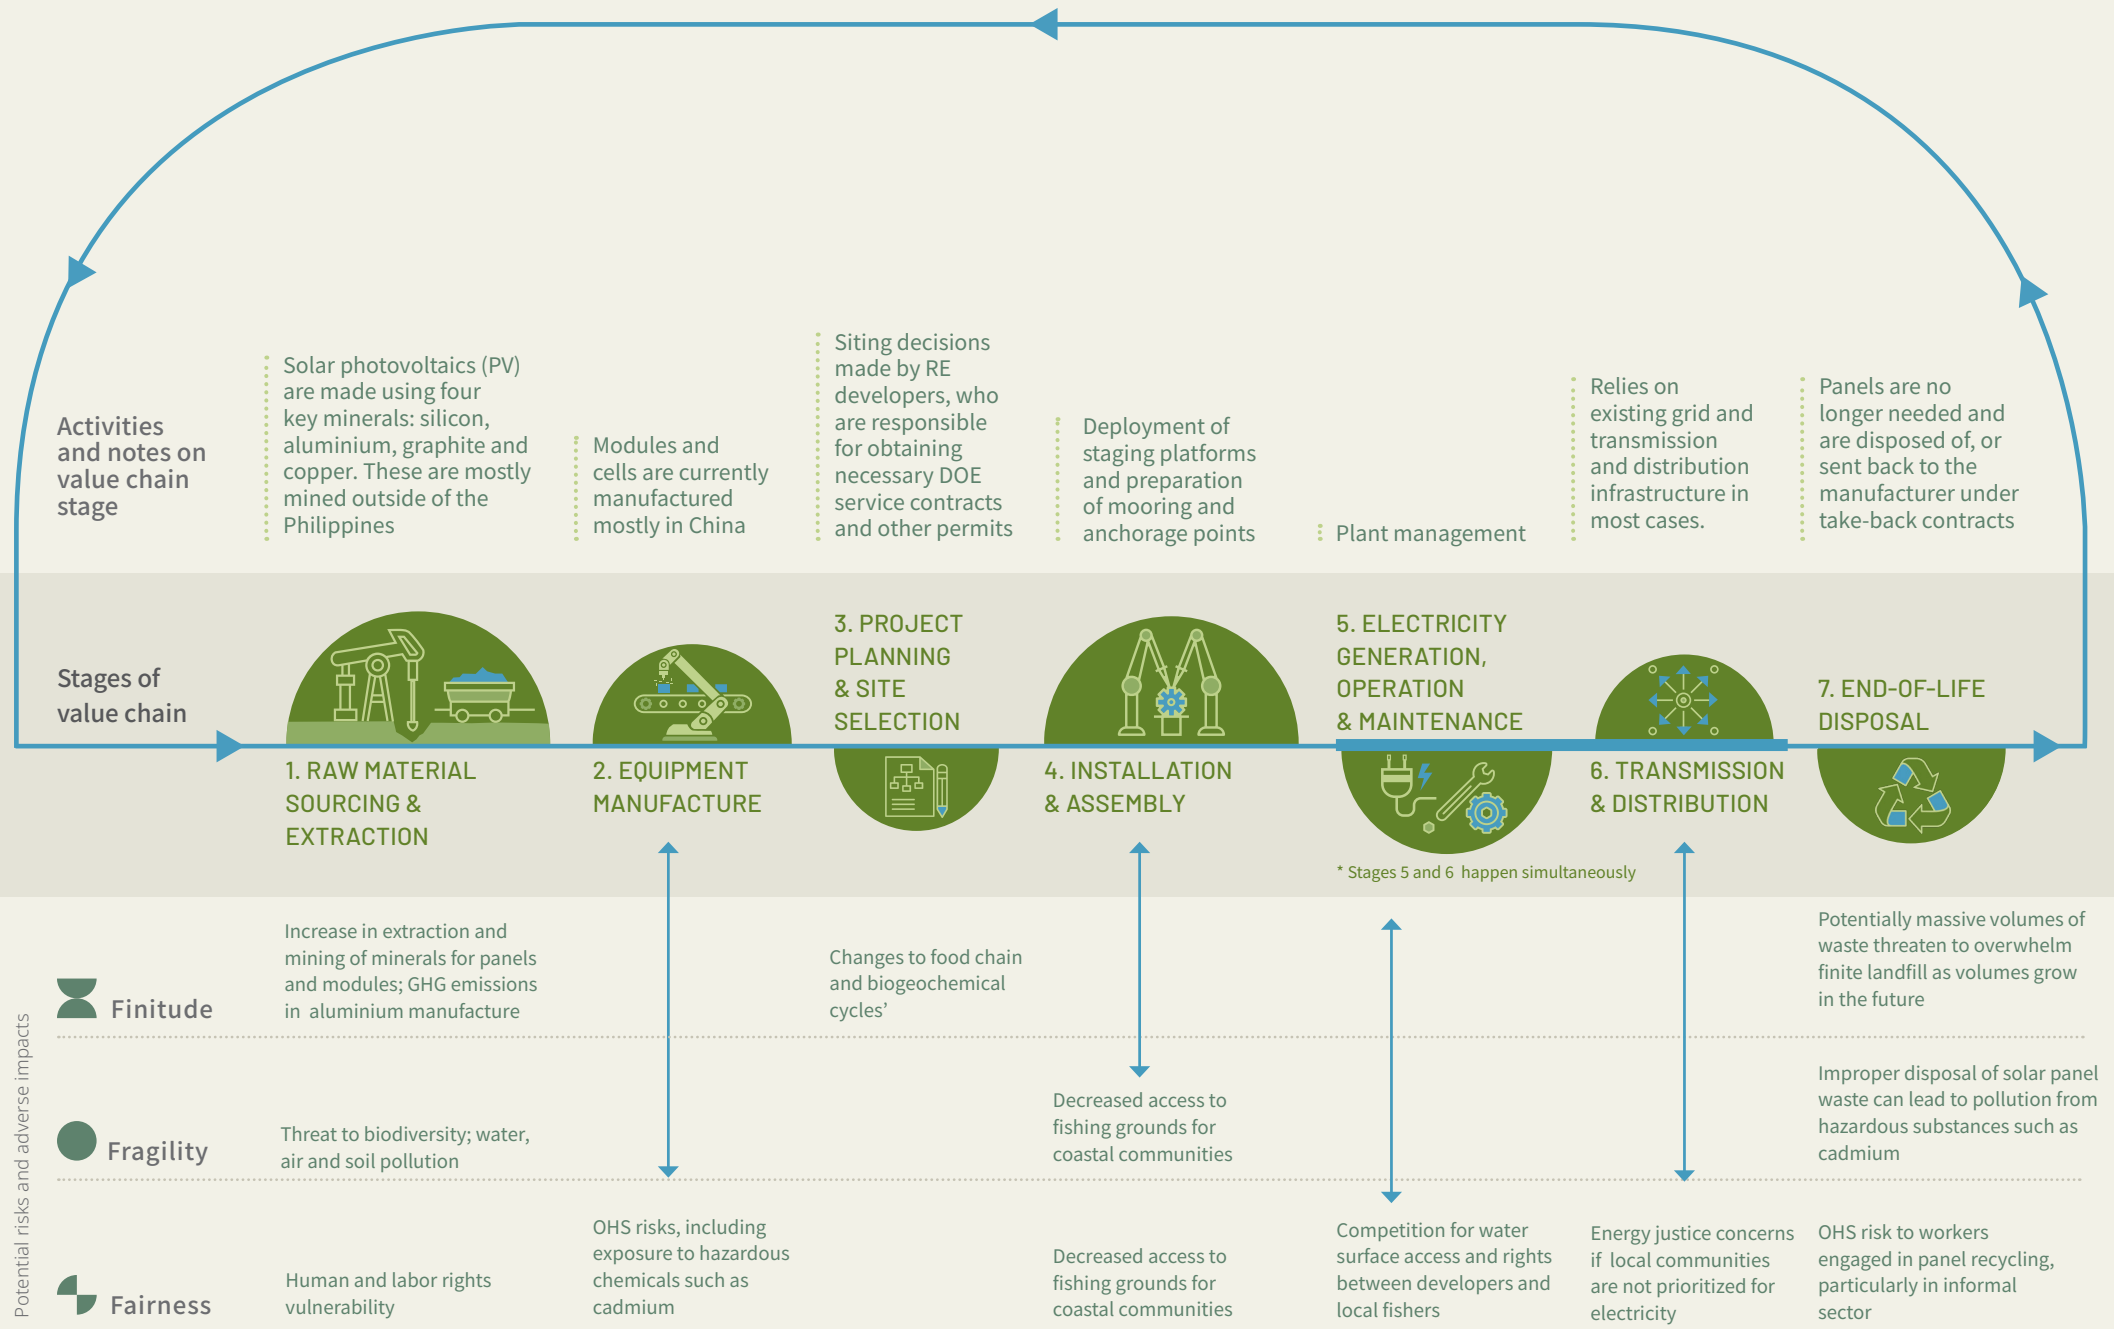 Activities
and notes on
value chain
stage
Solar photovoltaics (PV)
are made using four
key minerals: silicon,
aluminium, graphite and
copper. These are mostly
mined outside of the
Philippines
Modules and
cells are currently
manufactured
mostly in China
Siting decisions
made by RE
developers, who
are responsible
for obtaining
necessary DOE
service contracts
and other permits
Deployment of
staging platforms
and preparation
of mooring and
anchorage points
Plant management
Relies on
existing grid and
transmission
and distribution
infrastructure in
most cases.
Panels are no
longer needed and
are disposed of, or
sent back to the
manufacturer under
take-back contracts
Stages of
value chain
1. RAW MATERIAL
SOURCING &
EXTRACTION
2. EQUIPMENT
MANUFACTURE
3. PROJECT
PLANNING
& SITE
SELECTION
4. INSTALLATION
& ASSEMBLY
5. ELECTRICITY
GENERATION,
OPERATION
& MAINTENANCE
6. TRANSMISSION
& DISTRIBUTION
7. END-OF-LIFE
DISPOSAL
* Stages 5 and 6 happen simultaneously
Potential risks and adverse impacts
Finitude
Increase in extraction and
mining of minerals for panels
and modules; GHG emissions
in aluminium manufacture
Changes to food chain
and biogeochemical
cycles’
Potentially massive volumes of
waste threaten to overwhelm
finite landfill as volumes grow
in the future
Fragility
Threat to biodiversity; water,
air and soil pollution
Decreased access to
fishing grounds for
coastal communities
Improper disposal of solar panel
waste can lead to pollution from
hazardous substances such as
cadmium
Fairness
Human and labor rights
vulnerability
OHS risks, including
exposure to hazardous
chemicals such as
cadmium
Decreased access to
fishing grounds for
coastal communities
Competition for water
surface access and rights
between developers and
local fishers
Energy justice concerns
if local communities
are not prioritized for
electricity
OHS risk to workers
engaged in panel recycling,
particularly in informal
sector